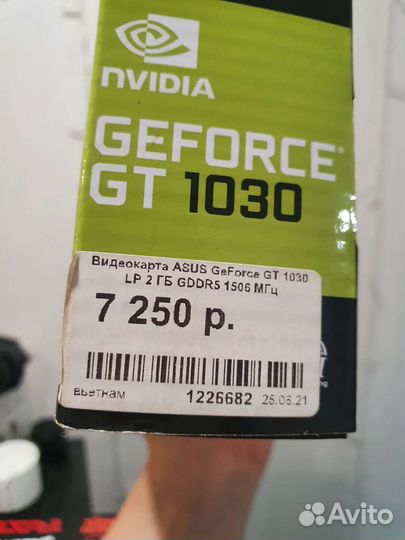 NVIDIA
GEFORCE
GT 1030
Видеокарта ASUS GeForce GT 1030
LP 2 ГБ GDDR5 1506 МГц
7 250 р.
вьетнам 1226682 25.06.21
Avito